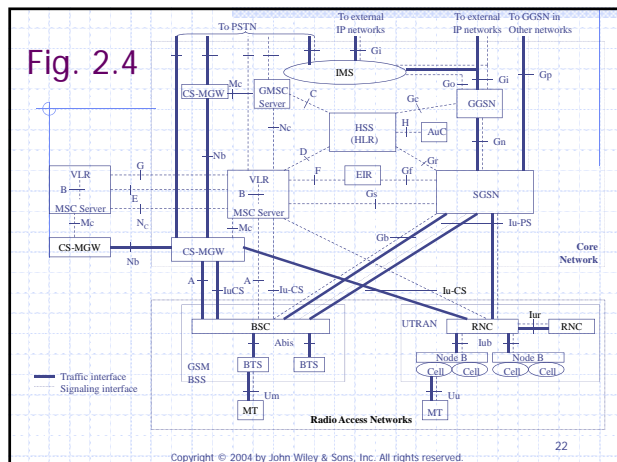 Fig. 2.4
To PSTN
To external
IP networks
To external
IP networks
To GGSN in
Other networks
Gi
IMS
Gi
Gp
Go
Mc
CS-MGW
GMSC
Server
C
Gc
GGSN
Nc
HSS
(HLR)
H
AuC
Gn
Nb
D
Gr
G
VLR
VLR
F
EIR
Gf
B
B
E
SGSN
Gs
MSC Server
NC
MSC Server
Mc
Mc
Gb
Iu-PS
CS-MGW
CS-MGW
Core
Network
Nb
A
IuCS
A
Iu-CS
Iu-CS
BSC
UTRAN
RNC
Iur
RNC
Abis
Iub
GSM
BSS
BTS
BTS
Node B
Node B
Cell
Cell
Cell
Cell
Traffic interface
Signaling interface
Um
Uu
MT
MT
Radio Access Networks
22
Copyright © 2004 by John Wiley & Sons, Inc. All rights reserved.